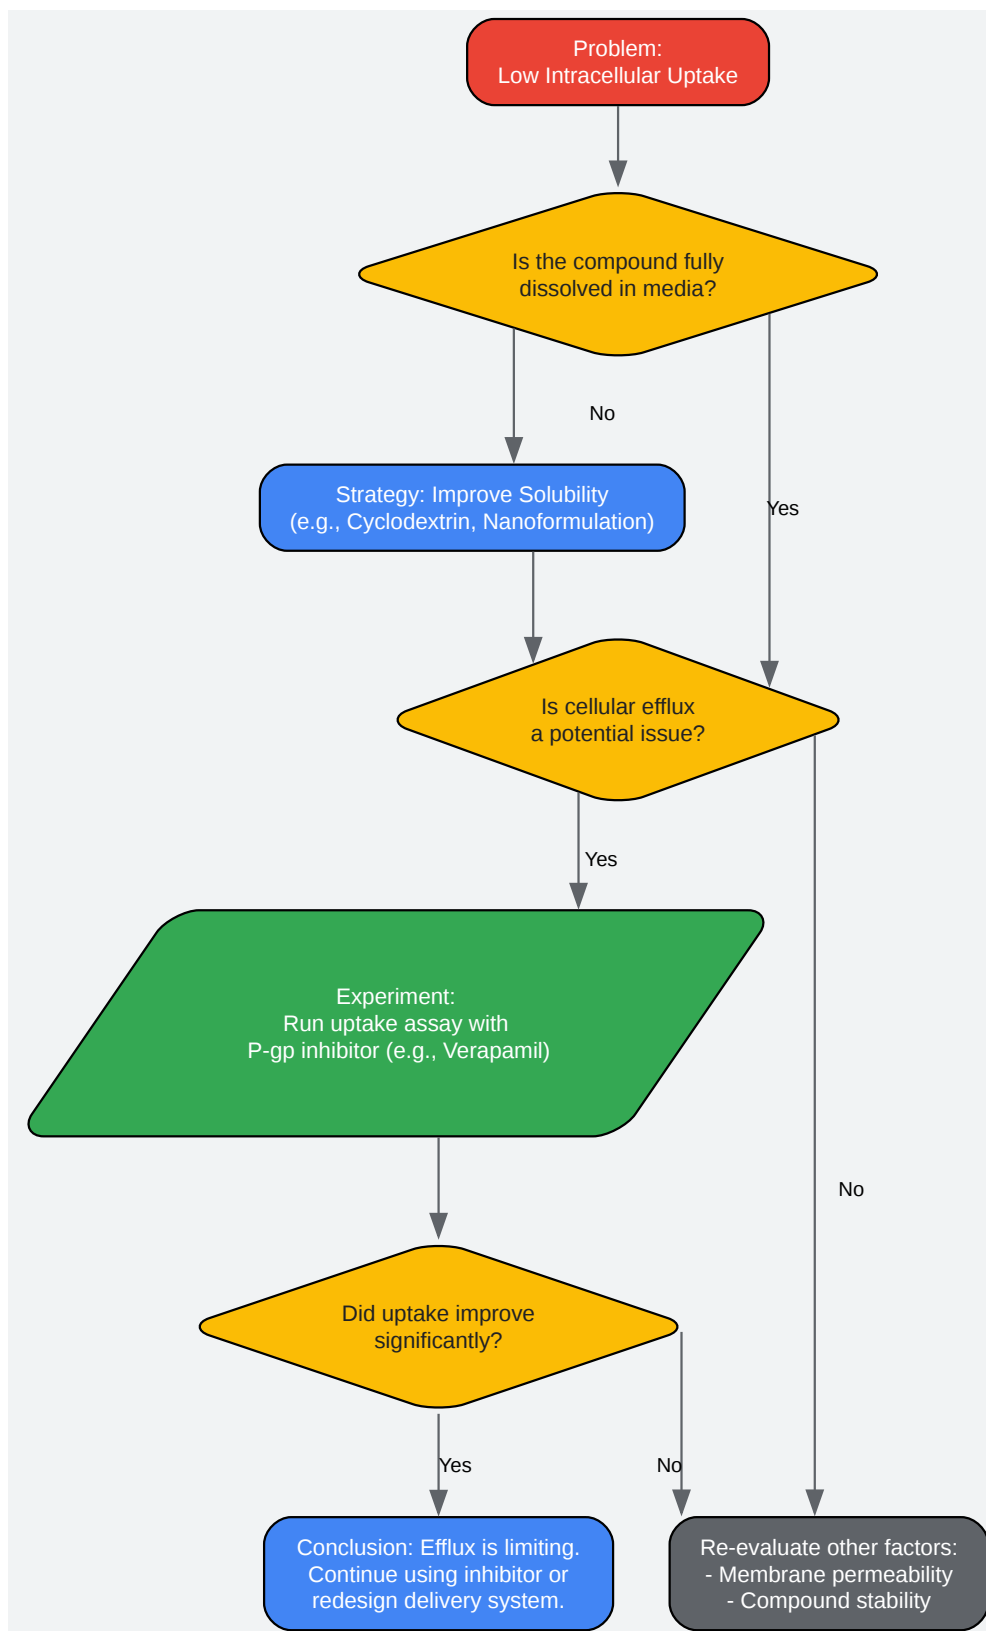 Problem:
Low Intracellular Uptake
Is the compound fully
dissolved in media?
No
Strategy: Improve Solubility
(e.g., Cyclodextrin, Nanoformulation)
Yes
Is cellular efflux
a potential issue?
Yes
Experiment:
Run uptake assay with
P-gp inhibitor (e.g., Verapamil)
No
Did uptake improve
significantly?
Yes
No
Conclusion: Efflux is limiting.
Continue using inhibitor or
redesign delivery system.
Re-evaluate other factors:
- Membrane permeability
- Compound stability